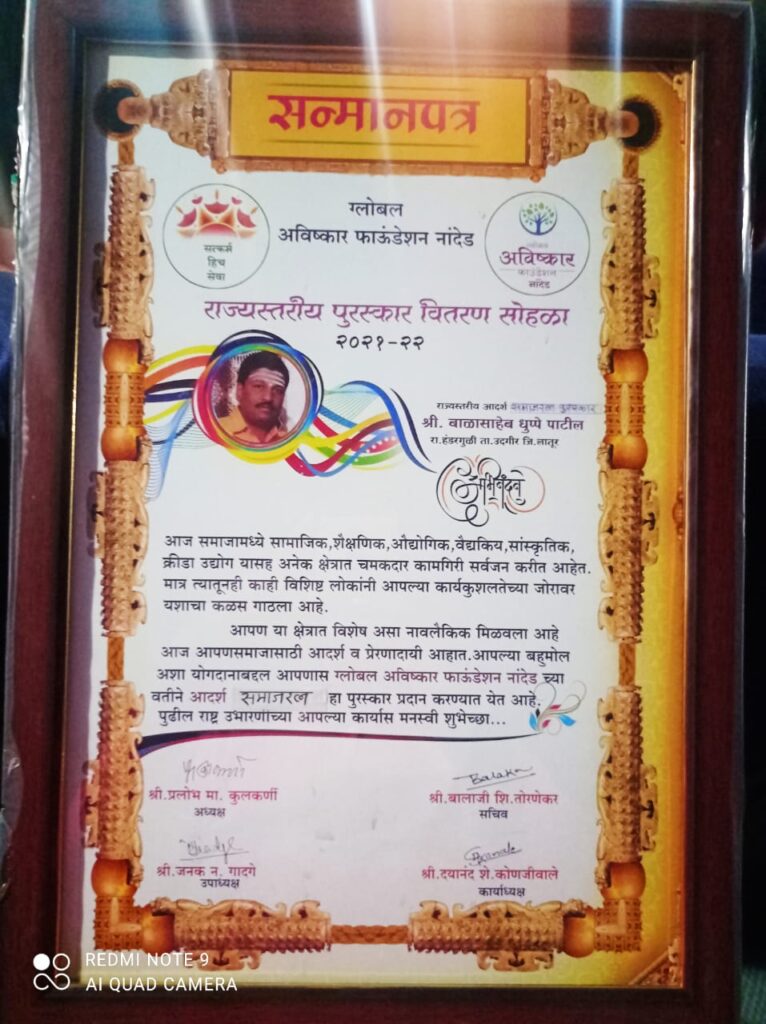 सन्मानपत्र
ग्लोबल
अविष्कार फाऊंडेशन नांदेड
सत्कर्म
हिच
सेवा
ग्लोबल
अविष्कार
फाउंडेशन
नांदेड
राज्यस्तरीय पुरस्कार वितरण सोहळा
२०२१-२२
राज्यस्तरीय आदर्श समाजरत्न पुरस्कार
श्री. बाळासाहेब धुप्पे पाटील
रा.हंडरगुळी ता.उदगीर जि.लातूर
अभिनंदन
आज समाजामध्ये सामाजिक,शैक्षणिक,औद्योगिक,वैद्यकिय,सांस्कृतिक,
क्रीडा उद्योग यासह अनेक क्षेत्रात चमकदार कामगिरी सर्वजन करीत आहेत.
मात्र त्यातूनही काही विशिष्ट लोकांनी आपल्या कार्यकुशलतेच्या जोरावर
यशाचा कळस गाठला आहे.
आपण या क्षेत्रात विशेष असा नावलैकिक मिळवला आहे
आज आपणसमाजासाठी आदर्श व प्रेरणादायी आहात.आपल्या बहुमोल
अशा योगदानाबद्दल आपणास ग्लोबल अविष्कार फाऊंडेशन नांदेड च्या
वतीने आदर्श समाजरत्न हा पुरस्कार प्रदान करण्यात येत आहे.
पुढील राष्ट्र उभारणीच्या आपल्या कार्यास मनस्वी शुभेच्छा...
श्री.प्रलोभ मा. कुलकर्णी
अध्यक्ष
श्री.बालाजी शि.तोरणेकर
सचिव
श्री.जनक न. गादगे
उपाध्यक्ष
श्री.दयानंद शे.कोणजीवाले
कार्याध्यक्ष
REDMI NOTE 9
AI QUAD CAMERA